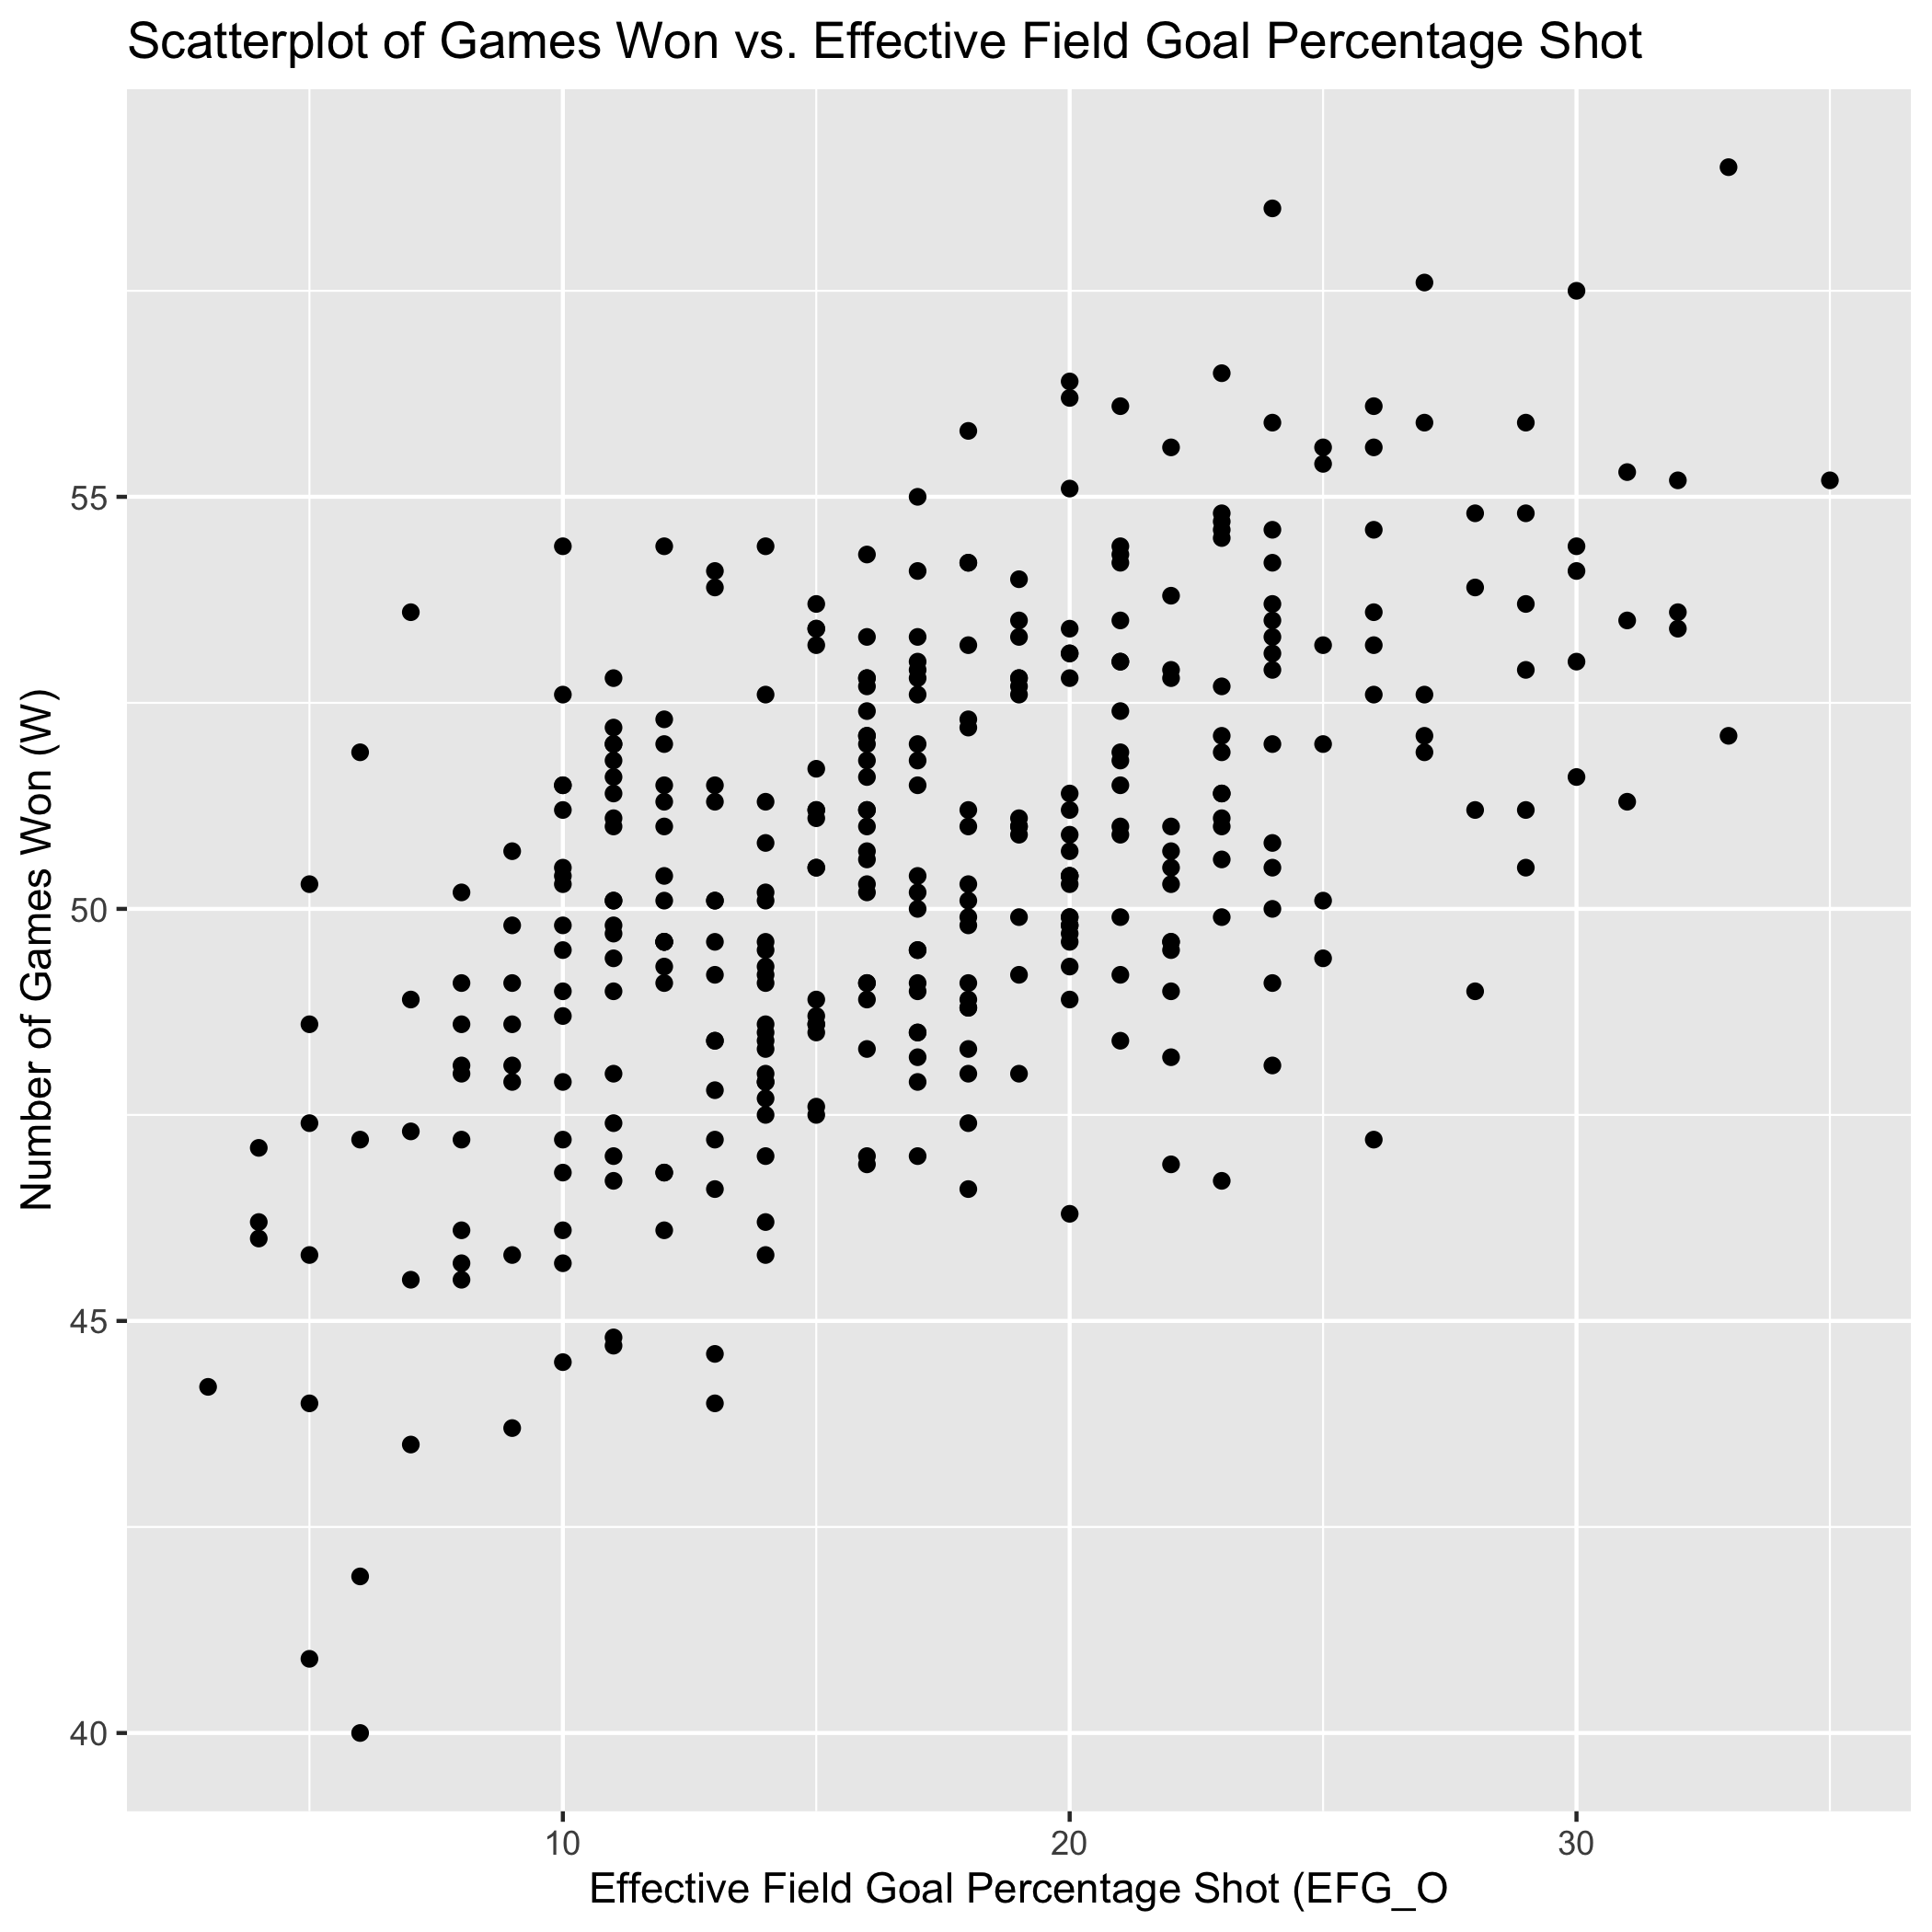 Scatterplot of Games Won vs. Effective Field Goal Percentage Shot
Number of Games Won (W)
55
50
45
40
10
20
30
Effective Field Goal Percentage Shot (EFG_O